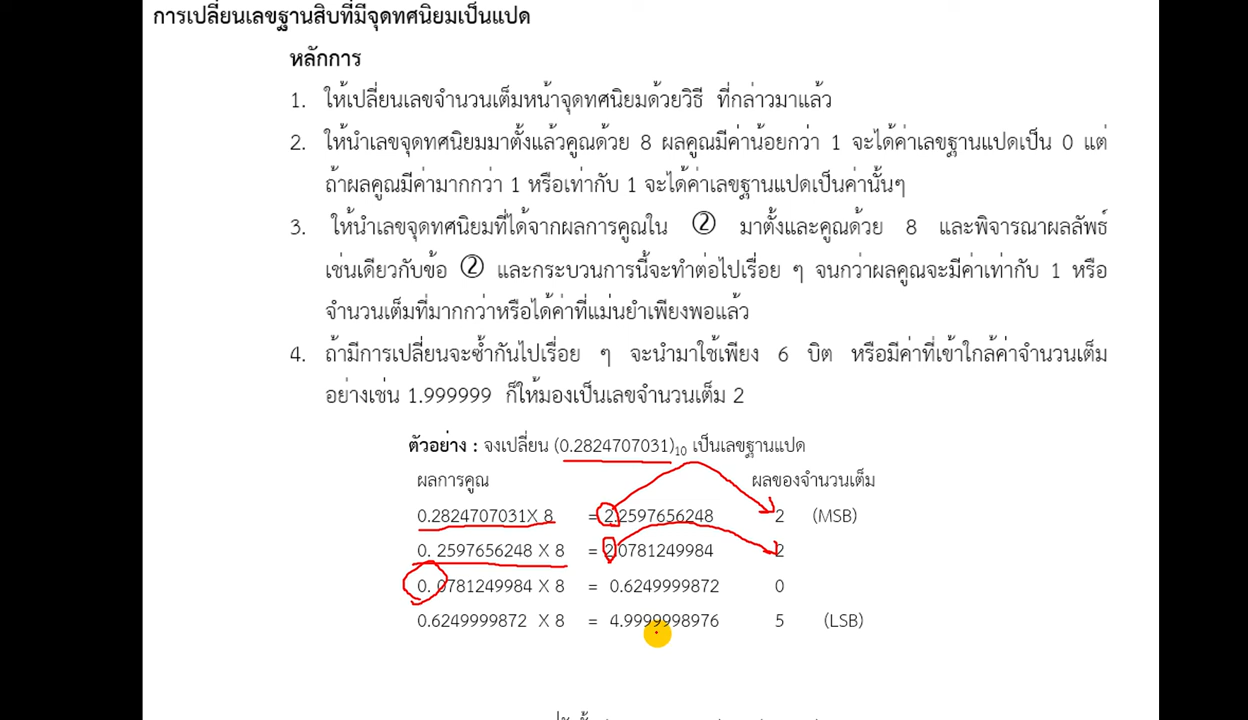 การเปลี่ยนเลขฐานสิบที่มีจุดทศนิยมเป็นแปด
หลักการ
1. ให้เปลี่ยนเลขจำนวนเต็มหน้าจุดทศนิยมด้วยวิธี ที่กล่าวมาแล้ว
2. ให้นำเลขจุดทศนิยมมาตั้งแล้วคูณด้วย 8 ผลคูณมีค่าน้อยกว่า 1 จะได้ค่าเลขฐานแปดเป็น 0 แต่
ถ้าผลคูณมีค่ามากกว่า 1 หรือเท่ากับ 1 จะได้ค่าเลขฐานแปดเป็นค่านั้นๆ
3. ให้นำเลขจุดทศนิยมที่ได้จากผลการคูณใน ② มาตั้งและคูณด้วย 8 และพิจารณาผลลัพธ์
เช่นเดียวกับข้อ ② และกระบวนการนี้จะทำต่อไปเรื่อย ๆ จนกว่าผลคูณจะมีค่าเท่ากับ 1 หรือ
จำนวนเต็มที่มากกว่าหรือได้ค่าที่แม่นยำเพียงพอแล้ว
4. ถ้ามีการเปลี่ยนจะซ้ำกันไปเรื่อย ๆ จะนำมาใช้เพียง 6 บิต หรือมีค่าที่เข้าใกล้ค่าจำนวนเต็ม
อย่างเช่น 1.999999 ก็ให้มองเป็นเลขจำนวนเต็ม 2
ตัวอย่าง : จงเปลี่ยน (0.2824707031)₁₀ เป็นเลขฐานแปด
ผลการคูณ ผลของจำนวนเต็ม
0.2824707031X 8 = 2.2597656248 2 (MSB)
0. 2597656248 X 8 = 2.0781249984 2
0. 0781249984 X 8 = 0.6249999872 0
0.6249999872 X 8 = 4.9999998976 5 (LSB)